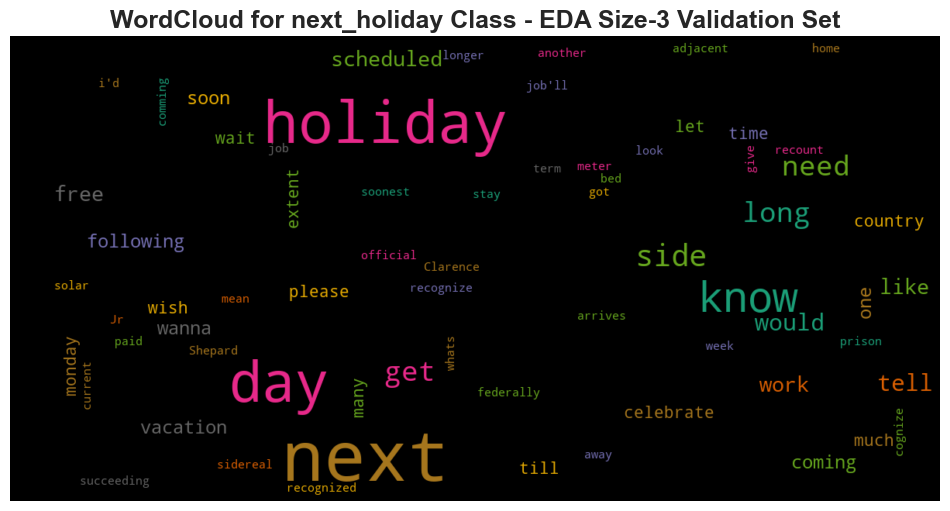 WordCloud for next_holiday Class - EDA Size-3 Validation Set
scheduled longer another adjacent home
i'd comming soon job'll
holiday
wait job let time
look give recount
term meter need
free extent soonest stay bed got
long country
following side
official Clarence
solar mean please recognize know one like
wish
Jr wanna arrives would
paid Shepard whats week prison
monday current day many get federally work tell
vacation celebrate cognize
much
next away
sidereal till coming
succeeding recognized